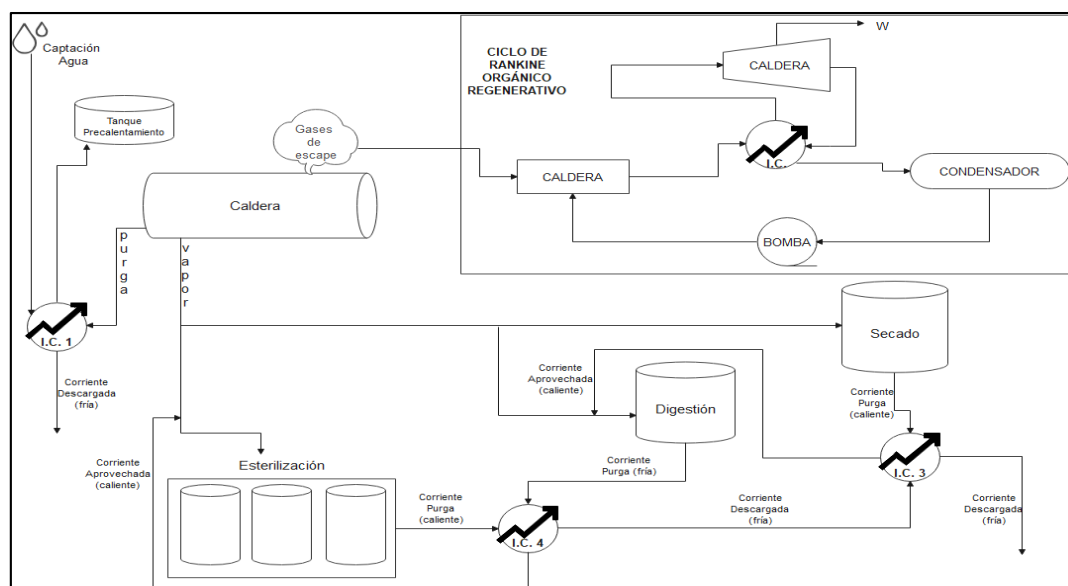 Captación
Agua
Tanque
Precalentamiento
Gases
de
escape
Caldera
purga
vapor
I.C. 1
Corriente
Descargada
(fría)
CICLO DE
RANKINE
ORGÁNICO
REGENERATIVO
W
CALDERA
I.C.
CALDERA
CONDENSADOR
BOMBA
Secado
Corriente
Aprovechada
(caliente)
Digestión
Corriente
Purga
(caliente)
I.C. 3
Corriente
Aprovechada
(caliente)
Esterilización
Corriente
Purga (fría)
Corriente
Purga
(caliente)
I.C. 4
Corriente
Descargada
(fría)
Corriente
Descargada
(fría)